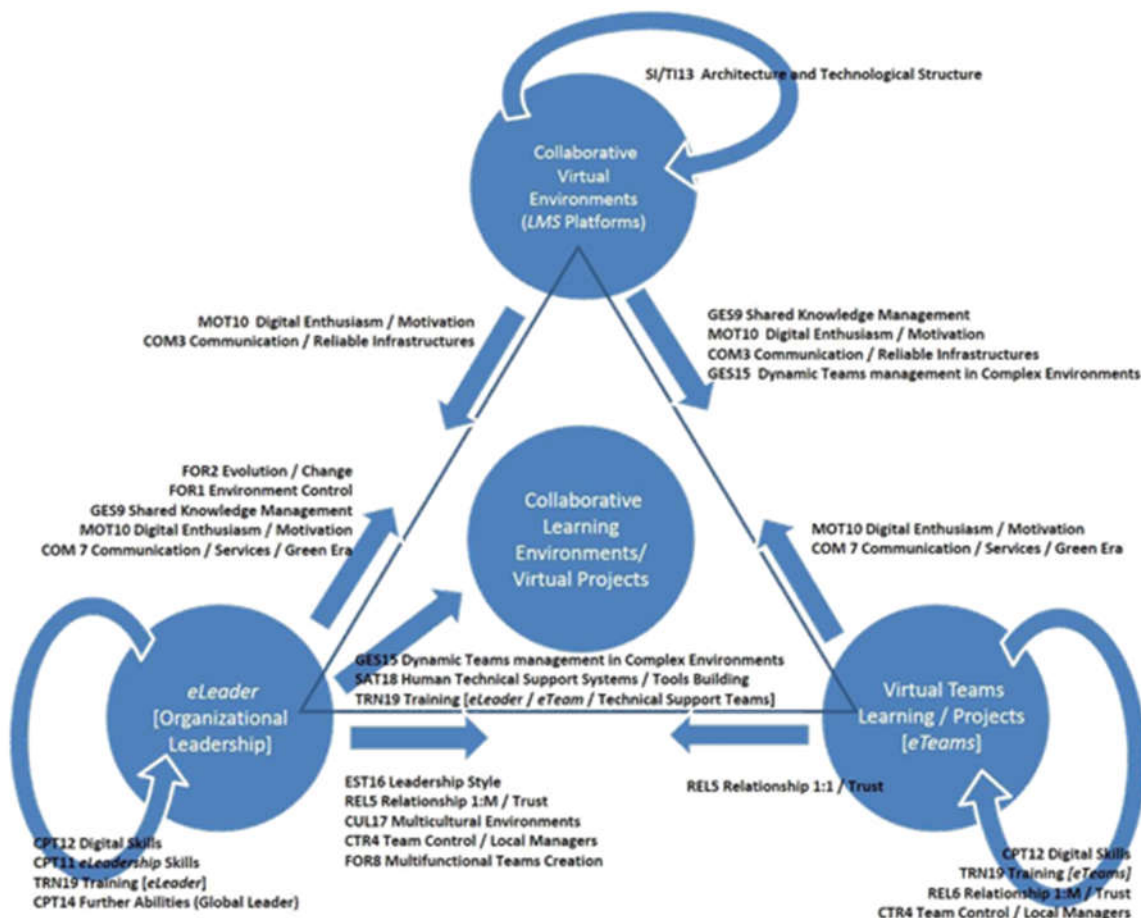 SI/TI13 Architecture and Technological Structure
Collaborative
Virtual
Environments
(LMS Platforms)
MOT10 Digital Enthusiasm / Motivation
COM3 Communication / Reliable Infrastructures
GES9 Shared Knowledge Management
MOT10 Digital Enthusiasm / Motivation
COM3 Communication / Reliable Infrastructures
GES15 Dynamic Teams management in Complex Environments
FOR2 Evolution / Change
FOR1 Environment Control
GES9 Shared Knowledge Management
MOT10 Digital Enthusiasm / Motivation
COM 7 Communication / Services / Green Era
Collaborative
Learning
Environments/
Virtual Projects
MOT10 Digital Enthusiasm / Motivation
COM 7 Communication / Services / Green Era
eLeader
[Organizational
Leadership]
GES15 Dynamic Teams management in Complex Environments
SAT18 Human Technical Support Systems / Tools Building
TRN19 Training [eLeader / eTeam / Technical Support Teams]
Virtual Teams
Learning / Projects
[eTeams]
EST16 Leadership Style
REL5 Relationship 1:M / Trust
CUL17 Multicultural Environments
CTR4 Team Control / Local Managers
FOR8 Multifunctional Teams Creation
REL5 Relationship 1:1 / Trust
CPT12 Digital Skills
CPT11 eLeadership Skills
TRN19 Training [eLeader]
CPT14 Further Abilities (Global Leader)
CPT12 Digital Skills
TRN19 Training [eTeams]
REL6 Relationship 1:M / Trust
CTR4 Team Control / Local Managers